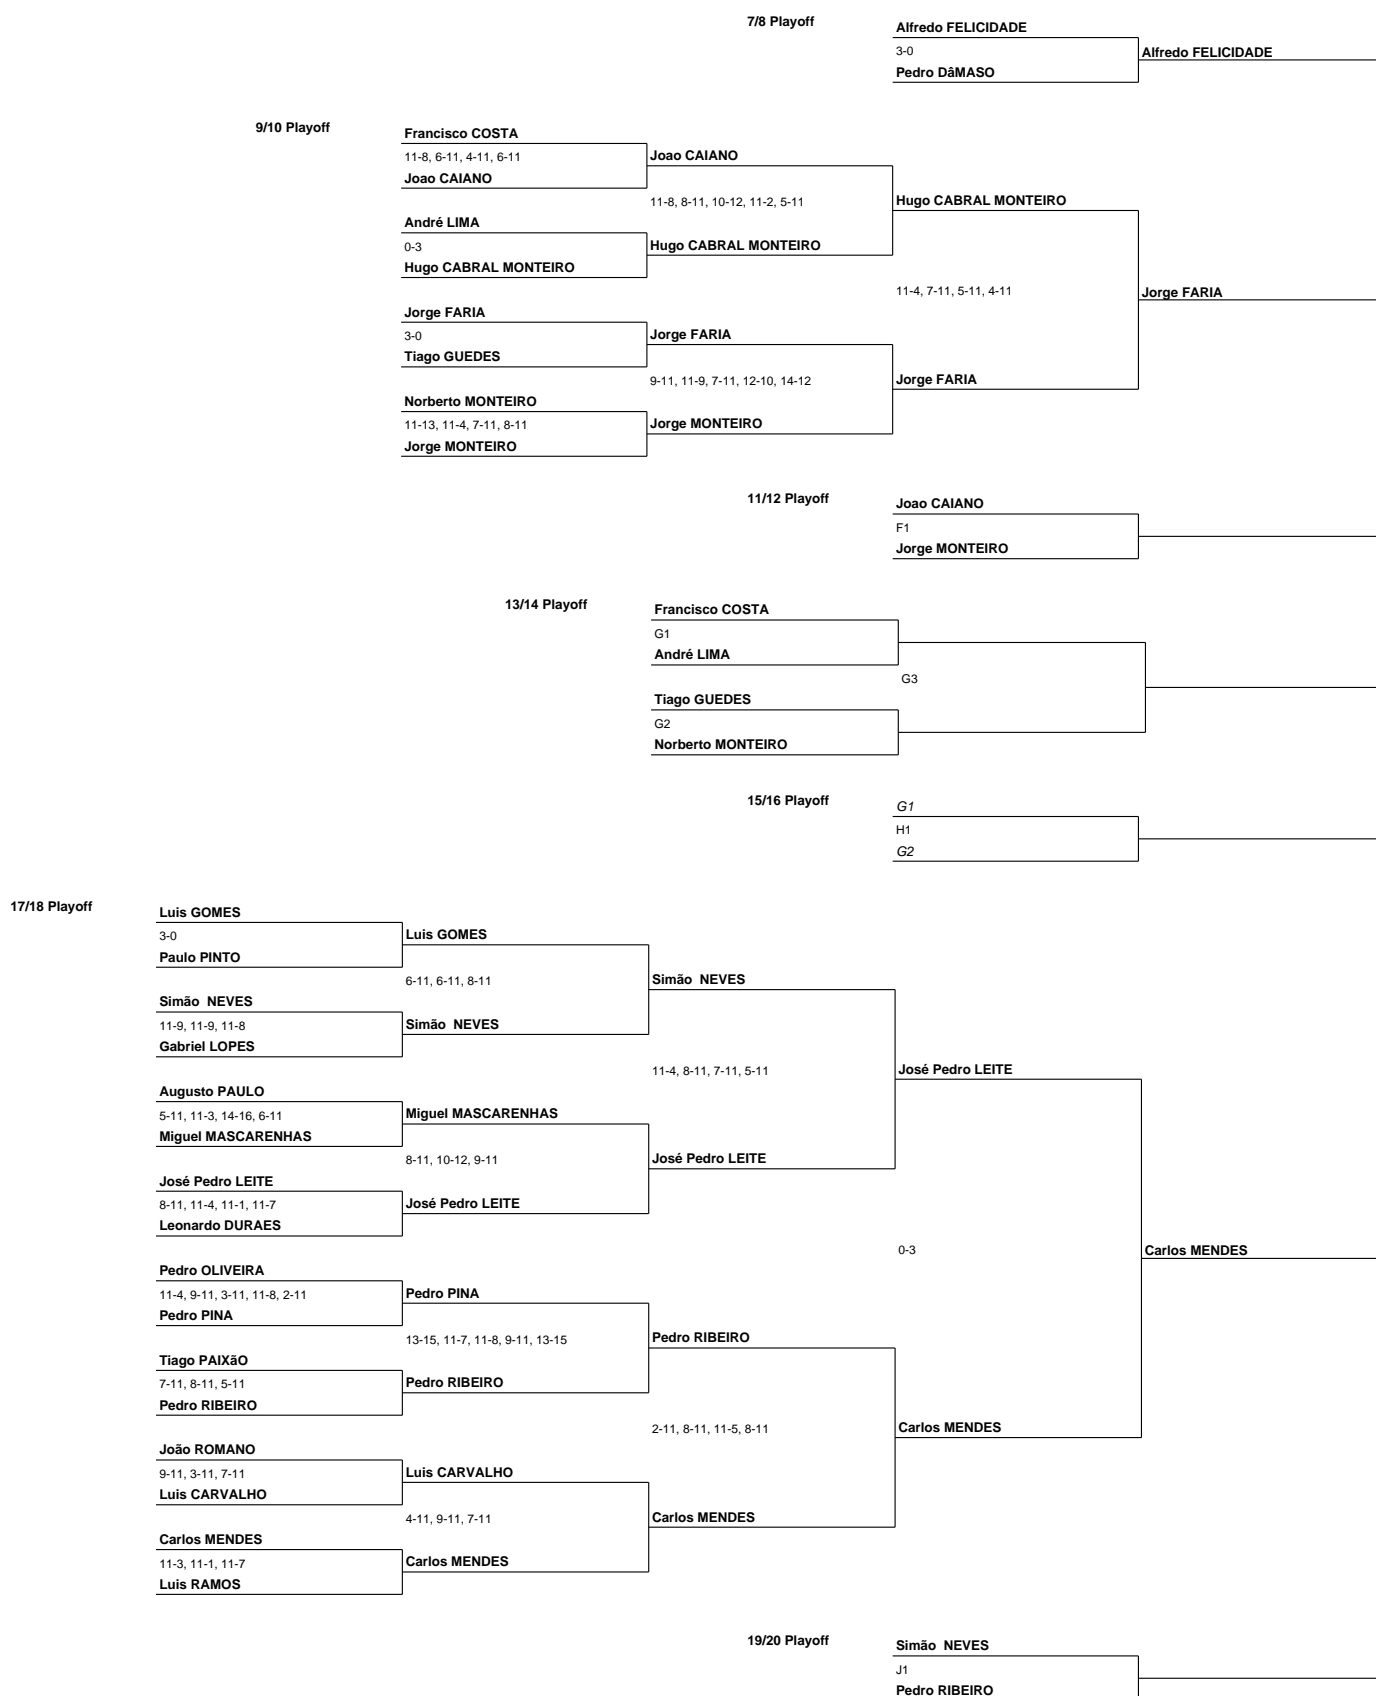 7/8 Playoff
Alfredo FELICIDADE
3-0
Alfredo FELICIDADE
Pedro DâMASO
9/10 Playoff
Francisco COSTA
11-8, 6-11, 4-11, 6-11
Joao CAIANO
Joao CAIANO
11-8, 8-11, 10-12, 11-2, 5-11
Hugo CABRAL MONTEIRO
André LIMA
0-3
Hugo CABRAL MONTEIRO
Hugo CABRAL MONTEIRO
11-4, 7-11, 5-11, 4-11
Jorge FARIA
Jorge FARIA
3-0
Jorge FARIA
Tiago GUEDES
9-11, 11-9, 7-11, 12-10, 14-12
Jorge FARIA
Norberto MONTEIRO
11-13, 11-4, 7-11, 8-11
Jorge MONTEIRO
Jorge MONTEIRO
11/12 Playoff
Joao CAIANO
F1
Jorge MONTEIRO
13/14 Playoff
Francisco COSTA
G1
André LIMA
G3
Tiago GUEDES
G2
Norberto MONTEIRO
15/16 Playoff
G1
H1
G2
17/18 Playoff
Luis GOMES
3-0
Luis GOMES
Paulo PINTO
6-11, 6-11, 8-11
Simão  NEVES
Simão  NEVES
11-9, 11-9, 11-8
Simão  NEVES
Gabriel LOPES
11-4, 8-11, 7-11, 5-11
José Pedro LEITE
Augusto PAULO
5-11, 11-3, 14-16, 6-11
Miguel MASCARENHAS
Miguel MASCARENHAS
8-11, 10-12, 9-11
José Pedro LEITE
José Pedro LEITE
8-11, 11-4, 11-1, 11-7
José Pedro LEITE
Leonardo DURAES
0-3
Carlos MENDES
Pedro OLIVEIRA
11-4, 9-11, 3-11, 11-8, 2-11
Pedro PINA
Pedro PINA
13-15, 11-7, 11-8, 9-11, 13-15
Pedro RIBEIRO
Tiago PAIXãO
7-11, 8-11, 5-11
Pedro RIBEIRO
Pedro RIBEIRO
2-11, 8-11, 11-5, 8-11
Carlos MENDES
João ROMANO
9-11, 3-11, 7-11
Luis CARVALHO
Luis CARVALHO
4-11, 9-11, 7-11
Carlos MENDES
Carlos MENDES
11-3, 11-1, 11-7
Carlos MENDES
Luis RAMOS
19/20 Playoff
Simão  NEVES
J1
Pedro RIBEIRO